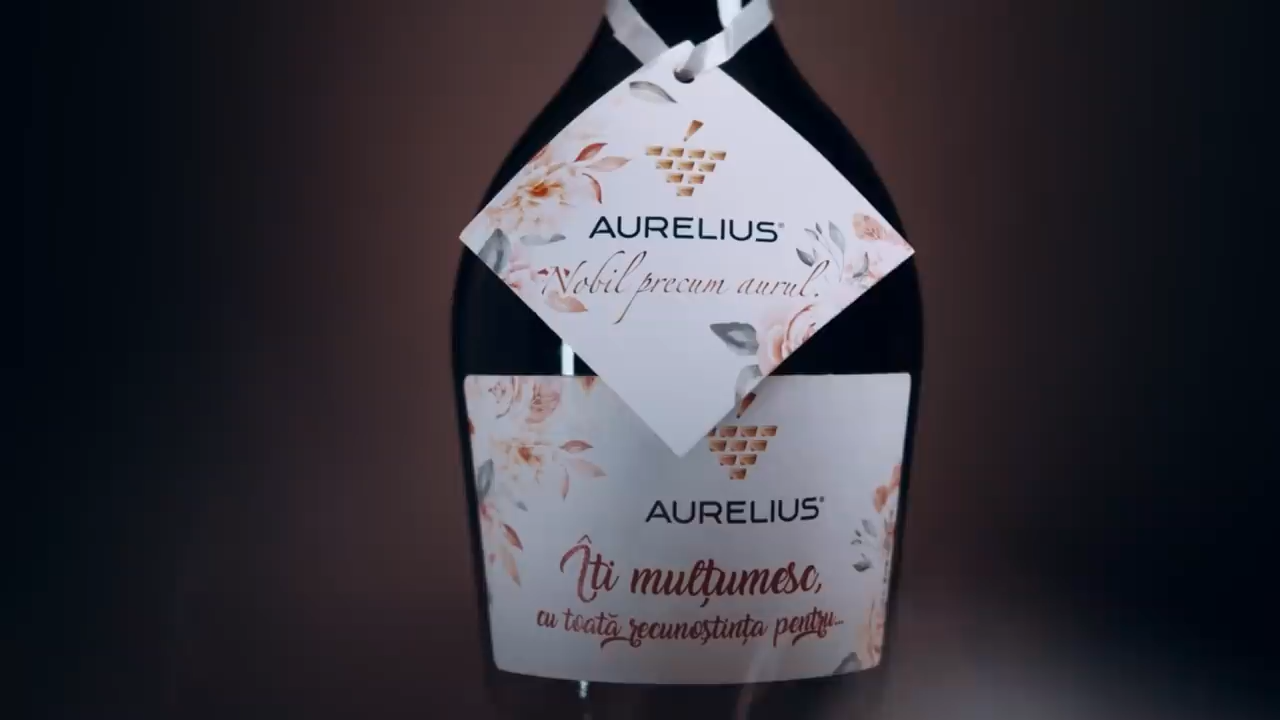 AURELIUS®
Nobil precum aurul.
AURELIUS®
Îți mulțumesc,
cu toată recunoștința pentru...